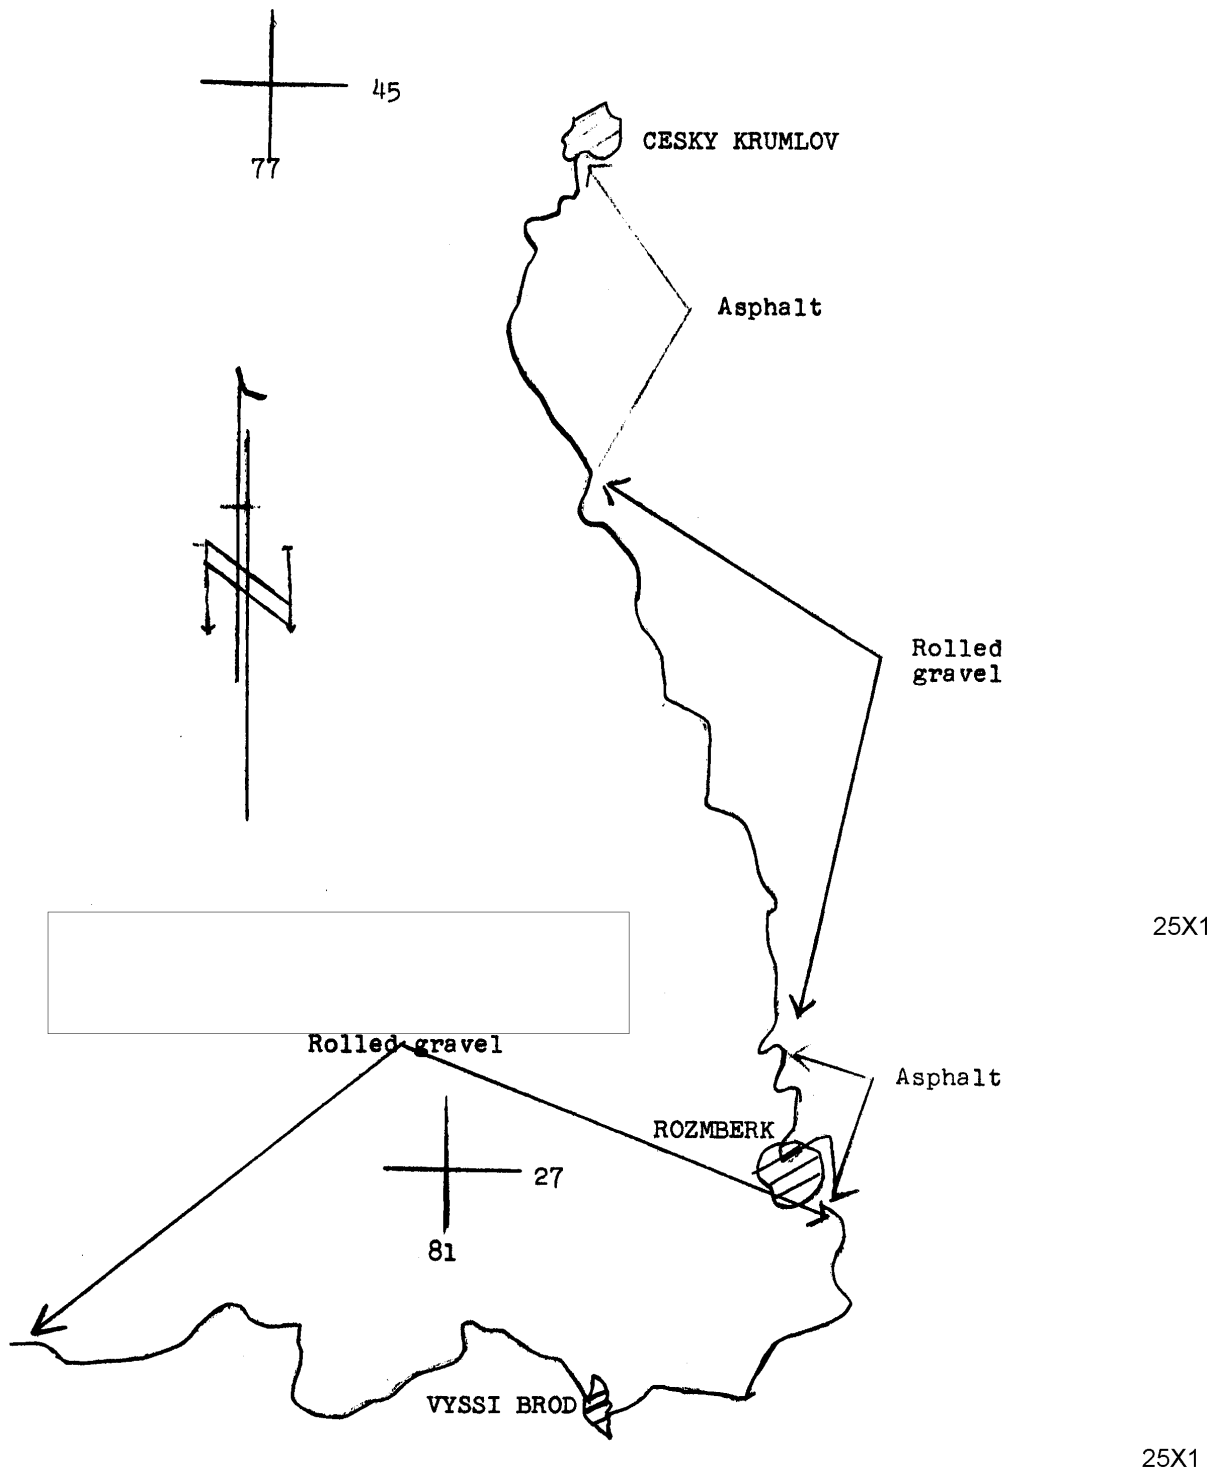 45
77
CESKY KRUMLOV
Asphalt
Rolled
gravel
25X1
Rolled gravel
Asphalt
ROZMBERK
27
81
VYSSI BROD
25X1